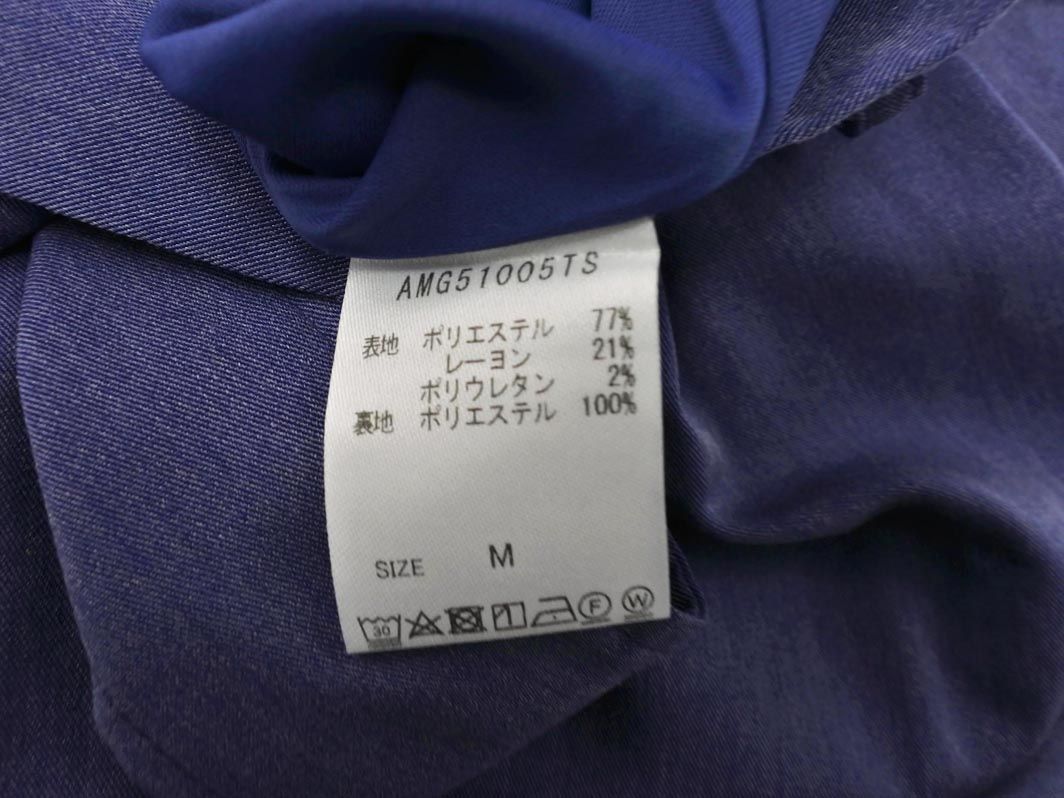 AMG51005TS
表地 ポリエステル 77%
レーヨン 21%
ポリウレタン 2%
裏地 ポリエステル 100%
SIZE M
30 F W